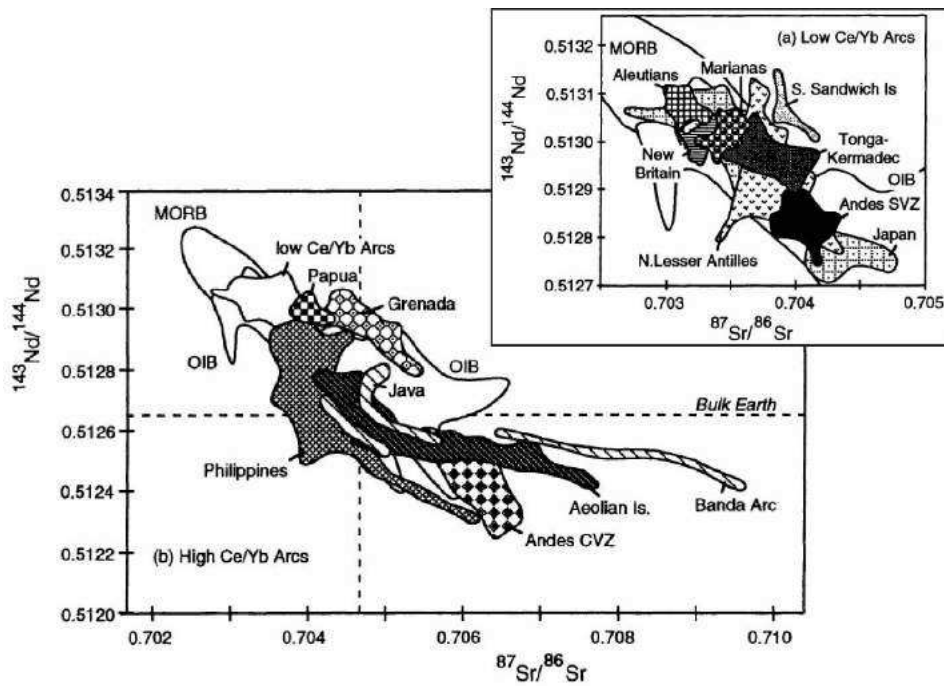 (a) Low Ce/Yb Arcs
143Nd/144Nd
0.5132
0.5131
0.5130
0.5129
0.5128
0.5127
MORB
Aleutians
Marianas
S. Sandwich Is
New
Britain
Tonga-
Kermadec
OIB
Andes SVZ
N.Lesser Antilles
Japan
0.703
0.704
0.705
87Sr/86Sr
143Nd/144Nd
0.5134
0.5132
0.5130
0.5128
0.5126
0.5124
0.5122
0.5120
MORB
low Ce/Yb Arcs
Papua
Grenada
OIB
OIB
Java
Bulk Earth
Philippines
Aeolian Is.
Banda Arc
Andes CVZ
(b) High Ce/Yb Arcs
0.702
0.704
0.706
0.708
0.710
87Sr/86Sr